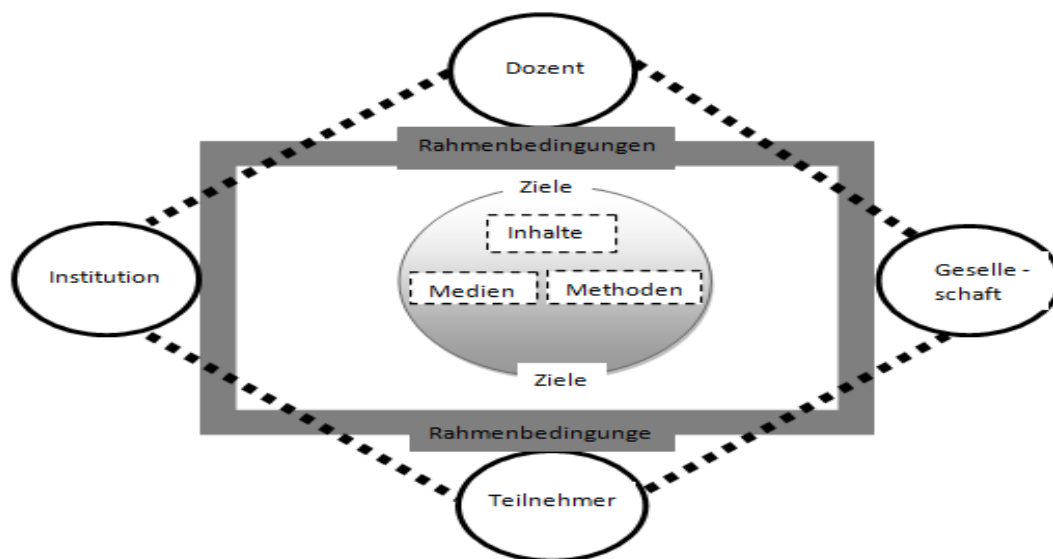 Dozent
Rahmenbedingungen
Ziele
Inhalte
Institution
Medien
Methoden
Geselle -
schaft
Ziele
Rahmenbedingunge
Teilnehmer